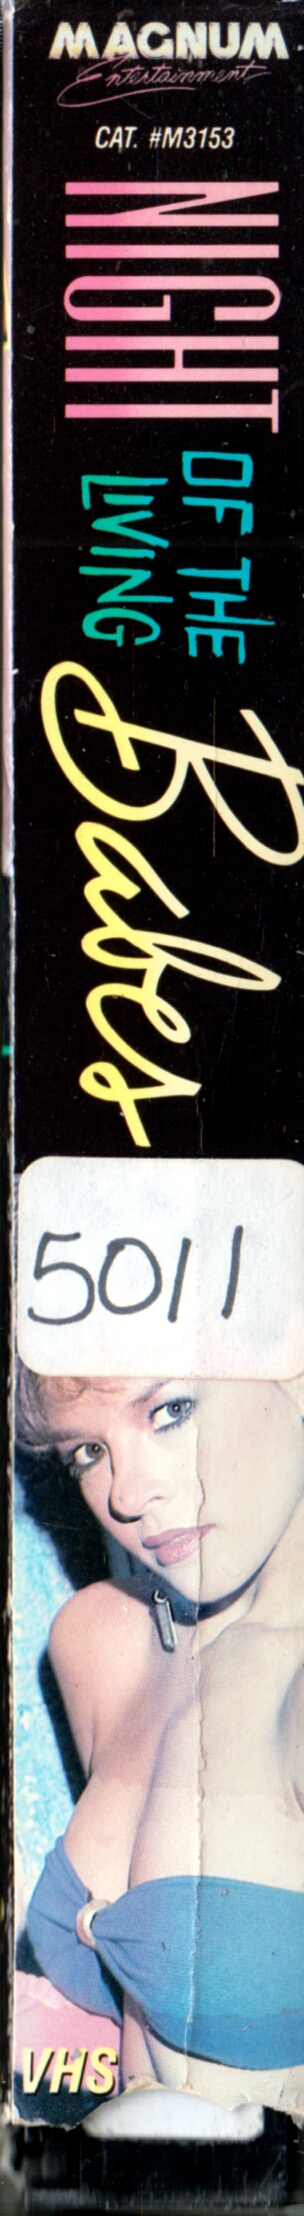 MAGNUM
Entertainment
CAT. #M3153
NIGHT
OF THE
LIVING
Babes
5011
VHS